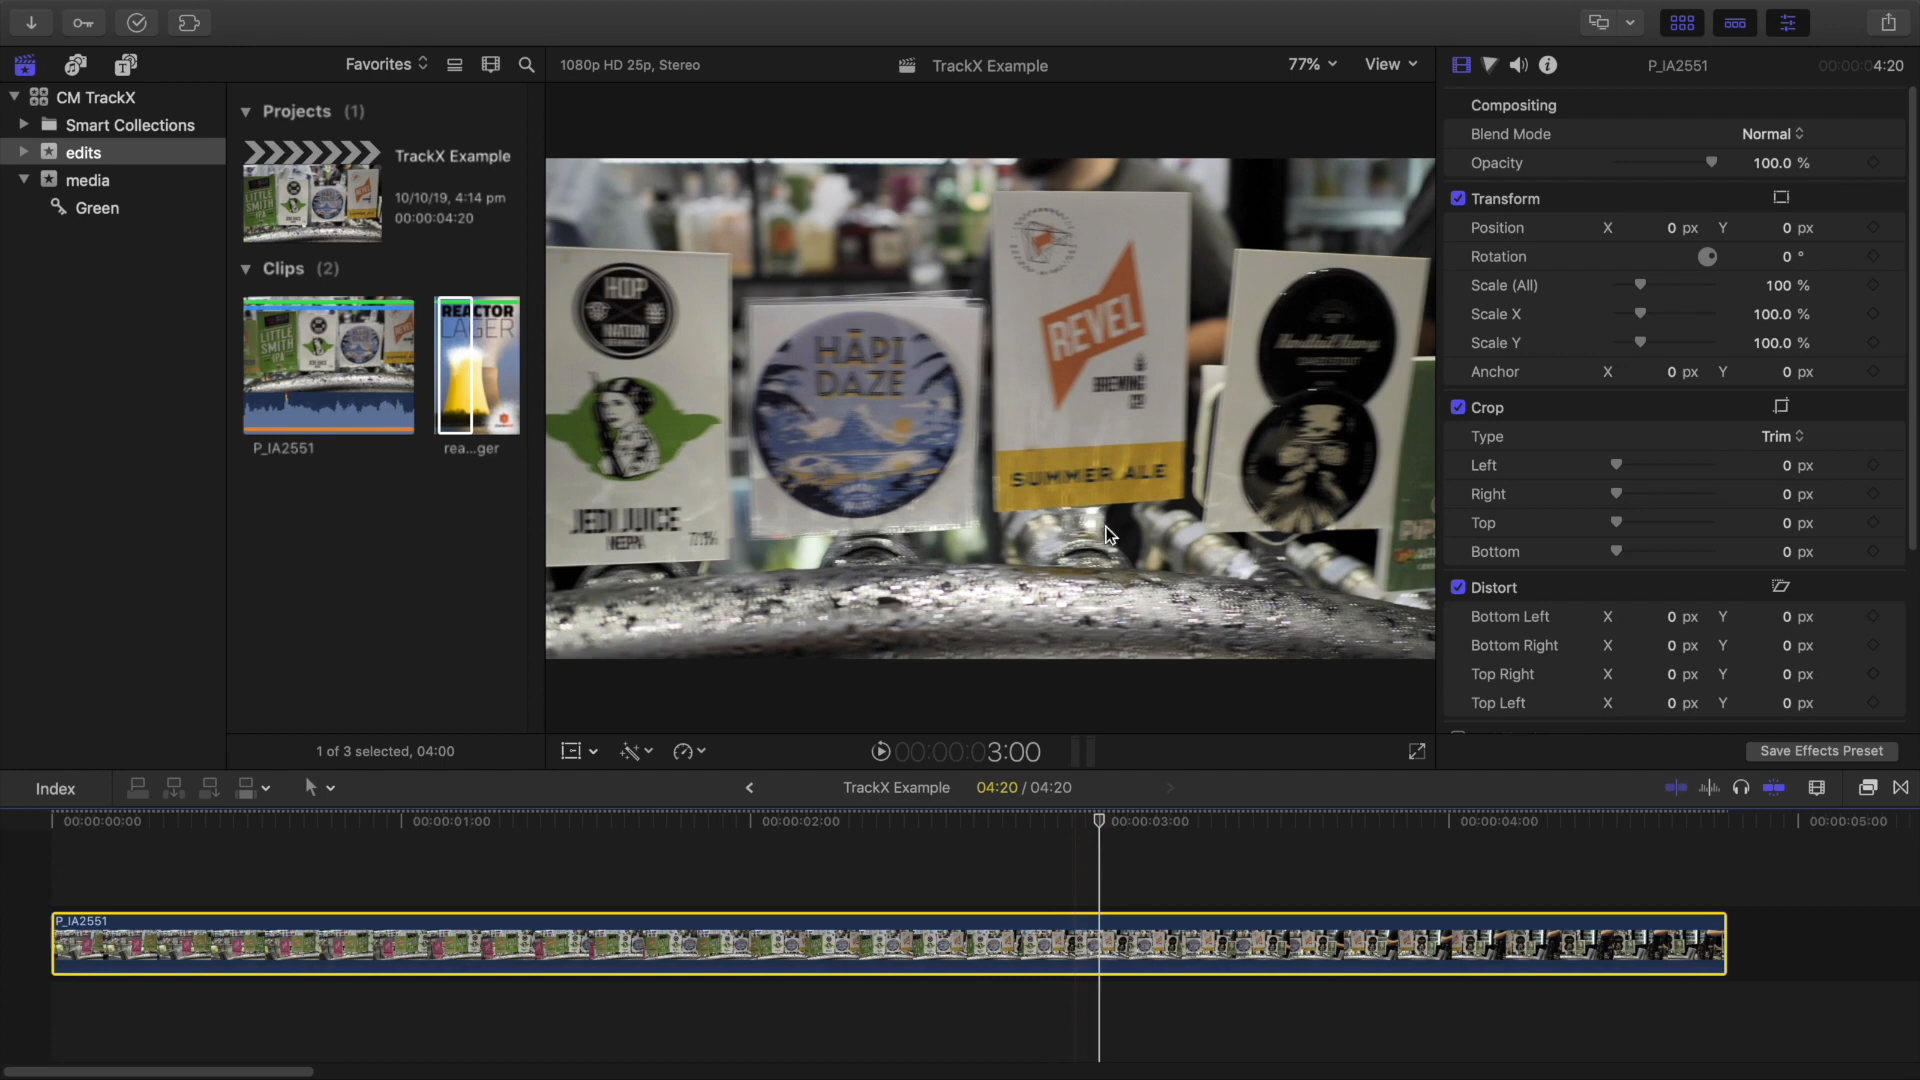 Favorites
1080p HD 25p, Stereo
TrackX Example
77%
View
P_IA2551
00:00:04:20
CM TrackX
Smart Collections
edits
media
Green
Projects (1)
TrackX Example
10/10/19, 4:14 pm
00:00:04:20
Clips (2)
LITTLE
SMITH
IPA
REACTOR
LAGER
P_IA2551
rea...ger
1 of 3 selected, 04:00
HOP
NATION
JEDI JUICE
NEIPA
7.1%
HĀPI
DAZE
REVEL
BREWING
CO
SUMMER ALE
00:00:00:03:00
Compositing
Blend Mode Normal
Opacity 100.0 %
Transform
Position X 0 px Y 0 px
Rotation 0 °
Scale (All) 100 %
Scale X 100.0 %
Scale Y 100.0 %
Anchor X 0 px Y 0 px
Crop
Type Trim
Left 0 px
Right 0 px
Top 0 px
Bottom 0 px
Distort
Bottom Left X 0 px Y 0 px
Bottom Right X 0 px Y 0 px
Top Right X 0 px Y 0 px
Top Left X 0 px Y 0 px
Save Effects Preset
Index
TrackX Example
04:20 / 04:20
00:00:00:00
00:00:01:00
00:00:02:00
00:00:03:00
00:00:04:00
00:00:05:00
P_IA2551